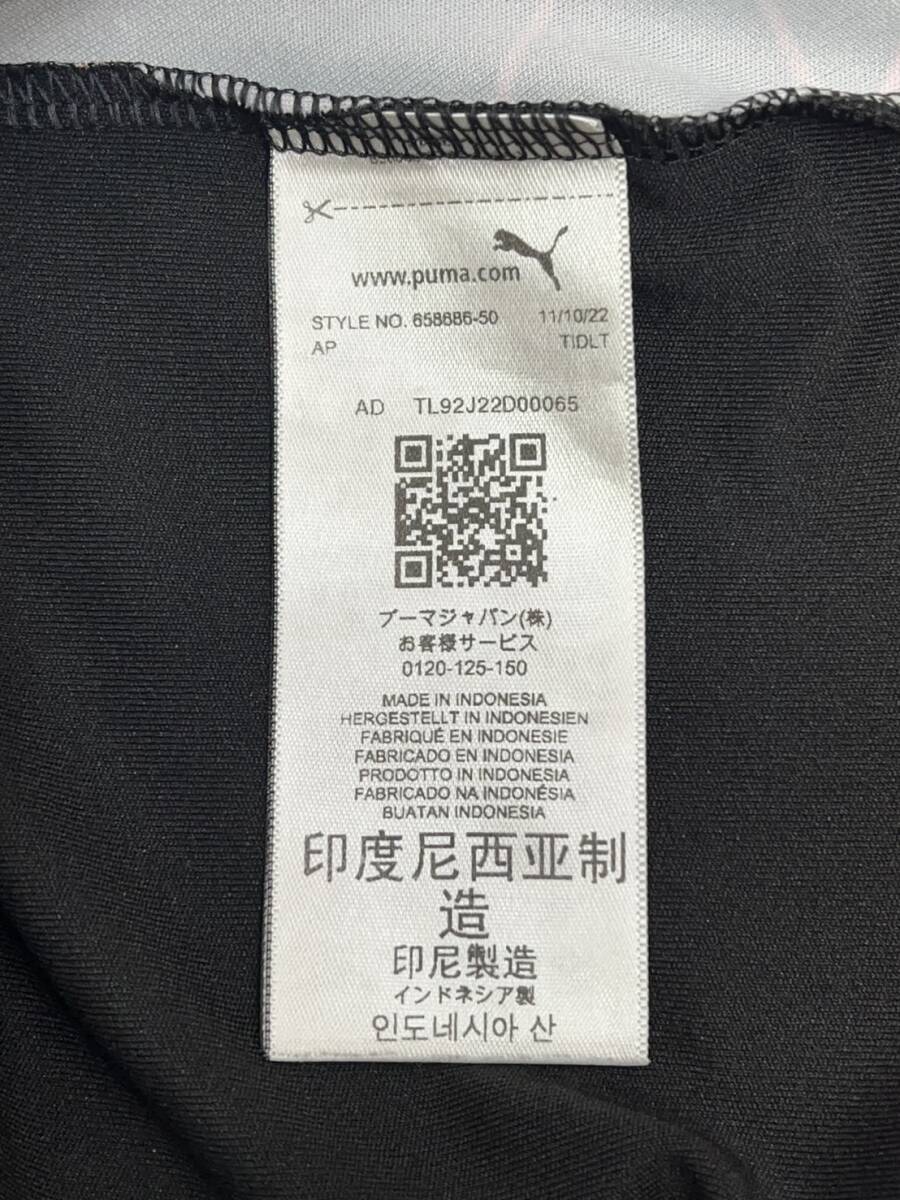 www.puma.com
STYLE NO. 658686-50 11/10/22
AP TIDLT
AD TL92J22D00065
プーマジャパン(株)
お客様サービス
0120-125-150
MADE IN INDONESIA
HERGESTELLT IN INDONESIEN
FABRIQUÉ EN INDONESIE
FABRICADO EN INDONESIA
PRODOTTO IN INDONESIA
FABRICADO NA INDONÉSIA
BUATAN INDONESIA
印度尼西亚制
造
印尼製造
インドネシア製
인도네시아 산